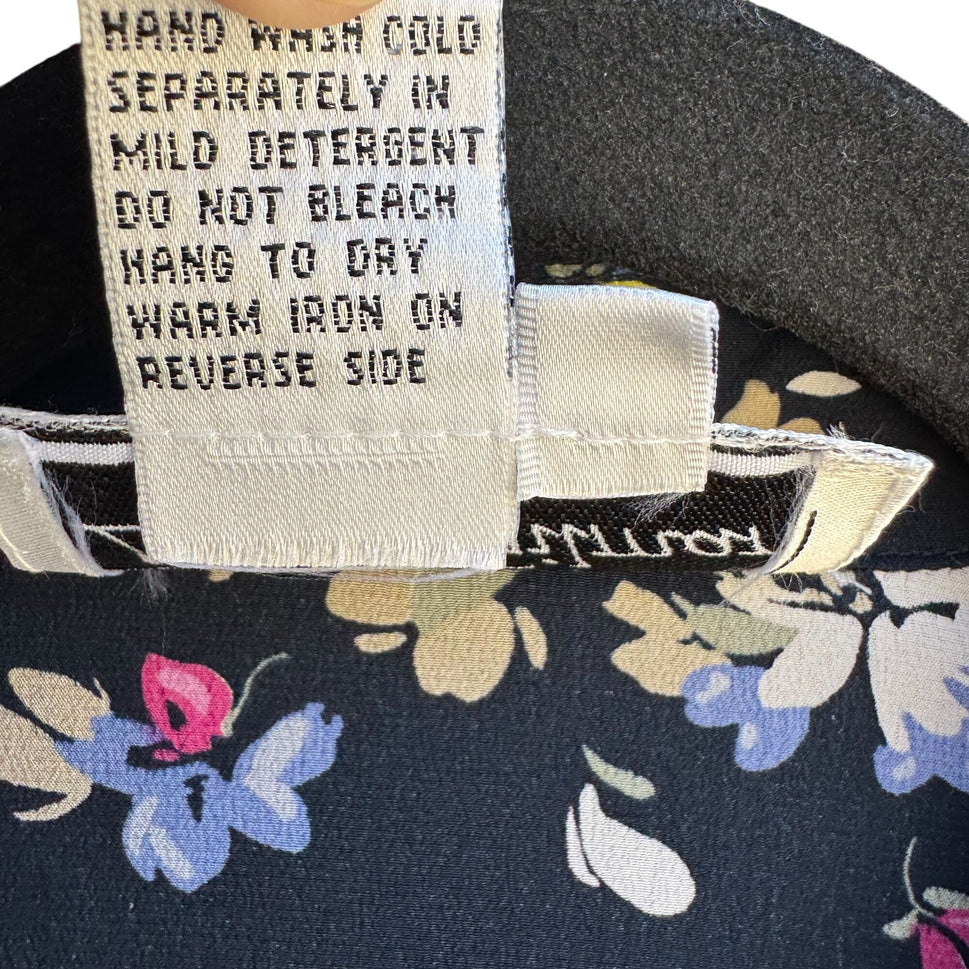 HAND WASH COLD
SEPARATELY IN
MILD DETERGENT
DO NOT BLEACH
HANG TO DRY
WARM IRON ON
REVERSE SIDE